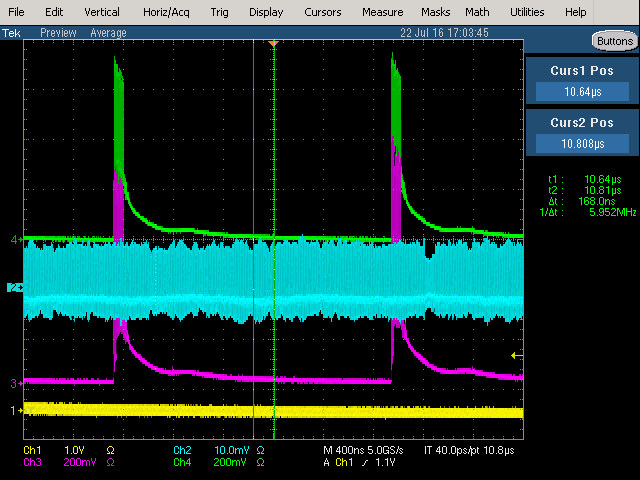 File Edit Vertical Horiz/Acq Trig Display Cursors Measure Masks Math Utilities Help
Tek Preview Average 22 Jul 16 17:03:45 Buttons
Curs1 Pos
10.64µs
Curs2 Pos
10.808µs
t1 : 10.64µs
t2 : 10.81µs
Δt : 168.0ns
1/Δt : 5.952MHz
4
2
3
1
Ch1 1.0V Ω Ch2 10.0mV Ω M 400ns 5.0GS/s IT 40.0ps/pt 10.8µs
Ch3 200mV Ω Ch4 200mV Ω A Ch1 ∕ 1.1V